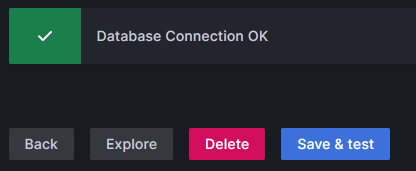 Database Connection OK
Back Explore Delete Save & test